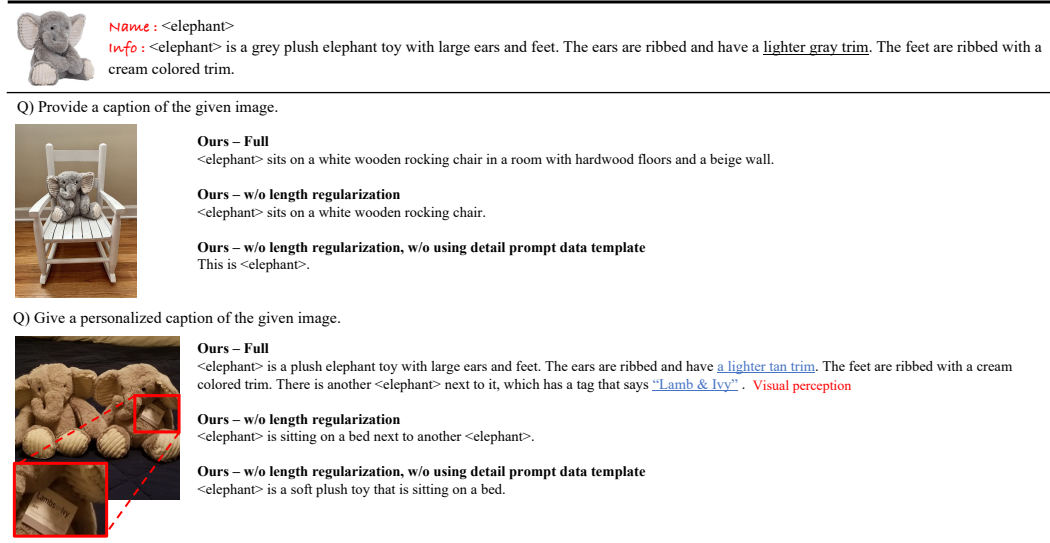 Name : <elephant>
Info : <elephant> is a grey plush elephant toy with large ears and feet. The ears are ribbed and have a lighter gray trim. The feet are ribbed with a
cream colored trim.
Q) Provide a caption of the given image.
Ours – Full
<elephant> sits on a white wooden rocking chair in a room with hardwood floors and a beige wall.
Ours – w/o length regularization
<elephant> sits on a white wooden rocking chair.
Ours – w/o length regularization, w/o using detail prompt data template
This is <elephant>.
Q) Give a personalized caption of the given image.
Ours – Full
<elephant> is a plush elephant toy with large ears and feet. The ears are ribbed and have a lighter tan trim. The feet are ribbed with a cream
colored trim. There is another <elephant> next to it, which has a tag that says “Lamb & Ivy” . Visual perception
Ours – w/o length regularization
<elephant> is sitting on a bed next to another <elephant>.
Ours – w/o length regularization, w/o using detail prompt data template
<elephant> is a soft plush toy that is sitting on a bed.
Lambs Ivy